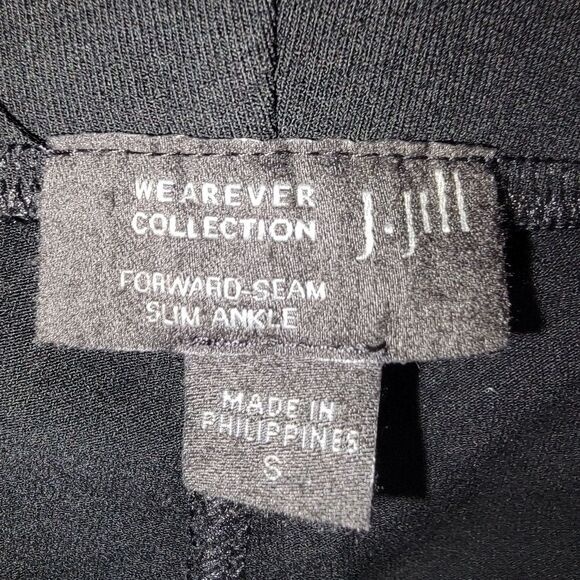 WEAREVER
COLLECTION
J.Jill
FORWARD-SEAM
SLIM ANKLE
MADE IN
PHILIPPINES
S